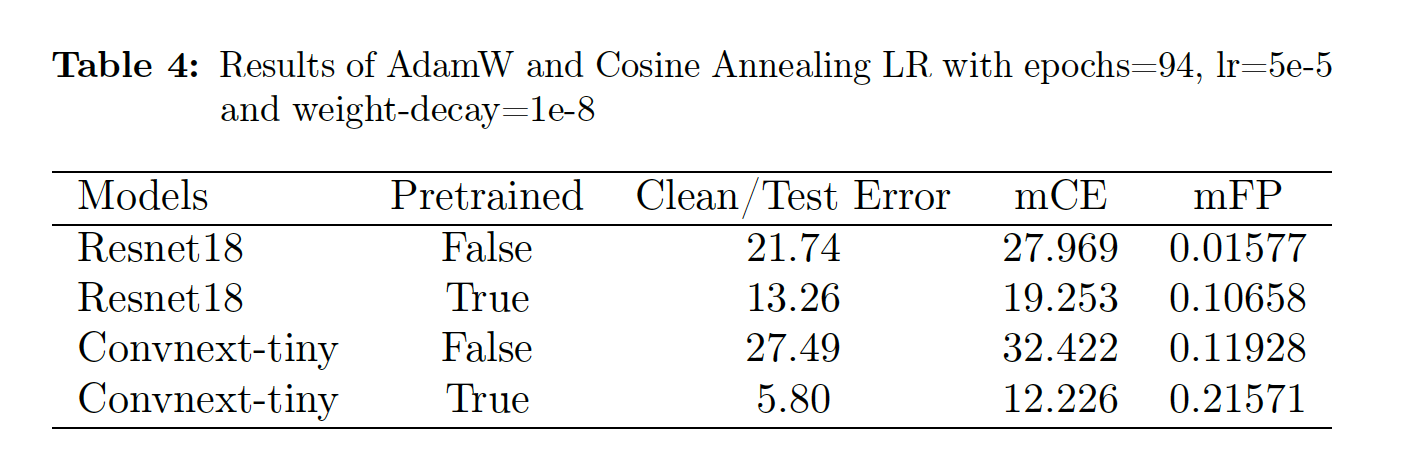 Table 4: Results of AdamW and Cosine Annealing LR with epochs=94, lr=5e-5
and weight-decay=1e-8
Models Pretrained Clean/Test Error mCE mFP
Resnet18 False 21.74 27.969 0.01577
Resnet18 True 13.26 19.253 0.10658
Convnext-tiny False 27.49 32.422 0.11928
Convnext-tiny True 5.80 12.226 0.21571